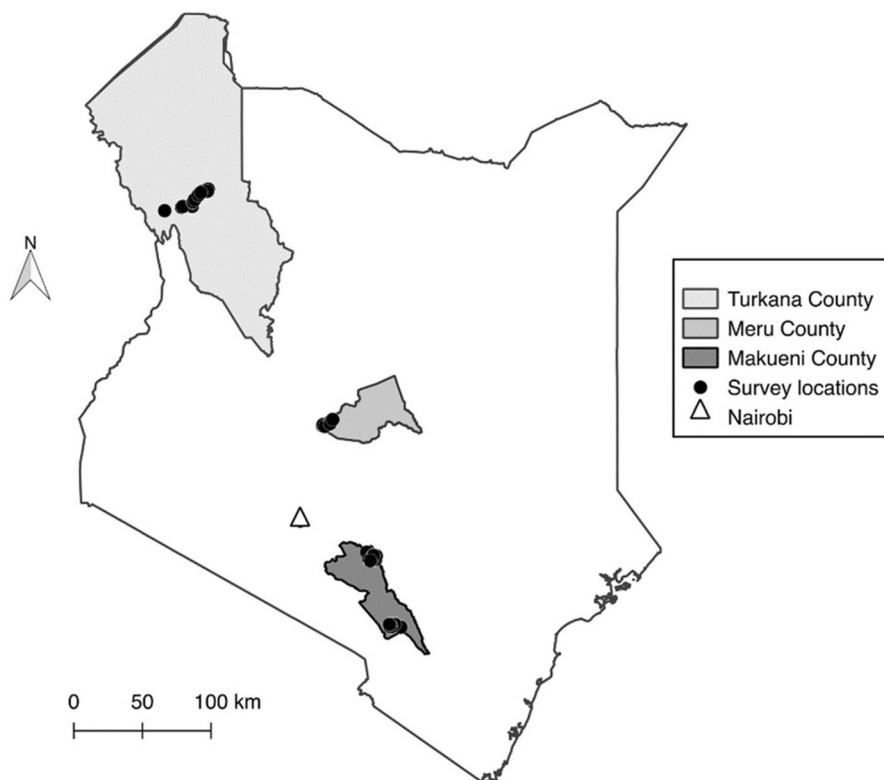 N
Turkana County
Meru County
Makueni County
Survey locations
Nairobi
0 50 100 km